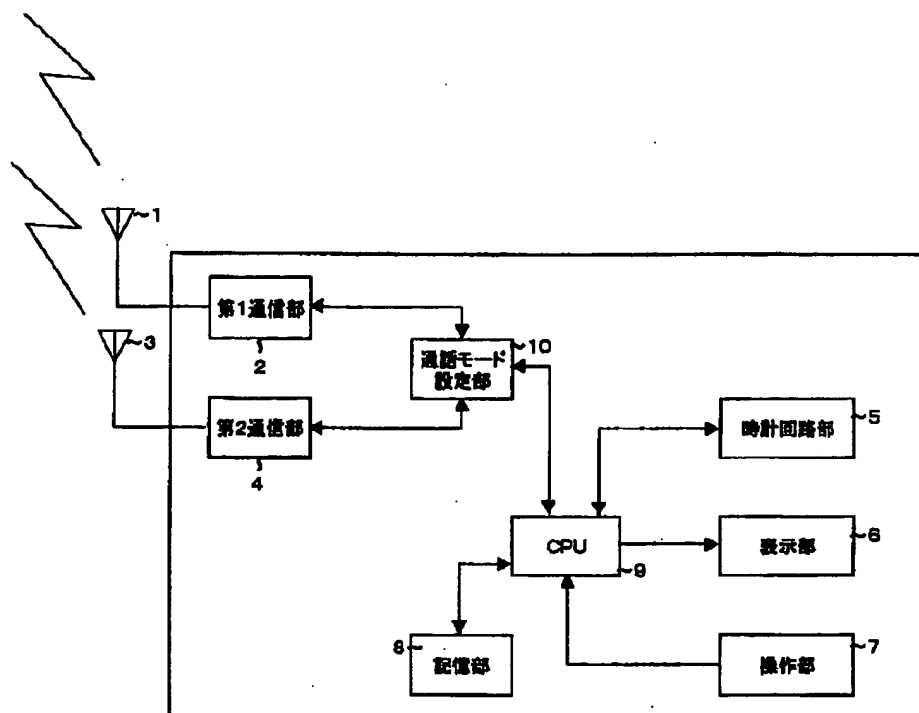 1
3
第1通信部
2
第2通信部
4
10
通話モード
設定部
時計回路部
5
CPU
9
表示部
6
8
記憶部
操作部
7